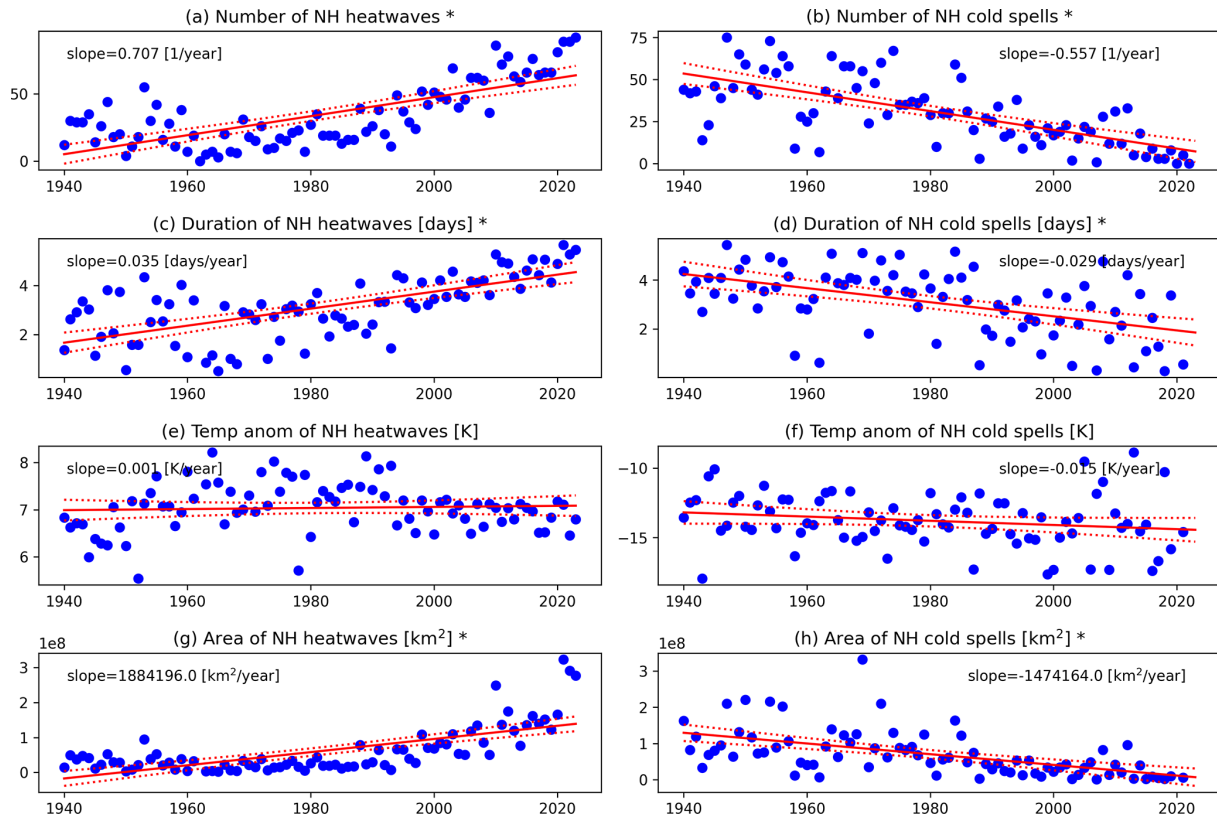 (a) Number of NH heatwaves *
slope=0.707 [1/year]
50
0
1940 1960 1980 2000 2020
(b) Number of NH cold spells *
slope=-0.557 [1/year]
75
50
25
0
1940 1960 1980 2000 2020
(c) Duration of NH heatwaves [days] *
slope=0.035 [days/year]
4
2
1940 1960 1980 2000 2020
(d) Duration of NH cold spells [days] *
slope=-0.029 [days/year]
4
2
1940 1960 1980 2000 2020
(e) Temp anom of NH heatwaves [K]
slope=0.001 [K/year]
8
7
6
1940 1960 1980 2000 2020
(f) Temp anom of NH cold spells [K]
slope=-0.015 [K/year]
−10
−15
1940 1960 1980 2000 2020
(g) Area of NH heatwaves [km²] *
1e8
slope=1884196.0 [km²/year]
3
2
1
0
1940 1960 1980 2000 2020
(h) Area of NH cold spells [km²] *
1e8
slope=-1474164.0 [km²/year]
3
2
1
0
1940 1960 1980 2000 2020